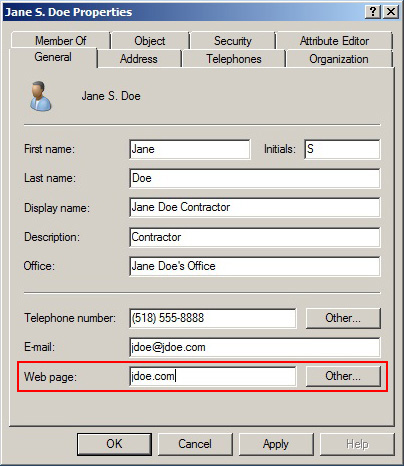 Jane S. Doe Properties
Member Of Object Security Attribute Editor
General Address Telephones Organization
Jane S. Doe
First name: Jane Initials: S
Last name: Doe
Display name: Jane Doe Contractor
Description: Contractor
Office: Jane Doe's Office
Telephone number: (518) 555-8888 Other...
E-mail: jdoe@jdoe.com
Web page: jdoe.com Other...
OK Cancel Apply Help